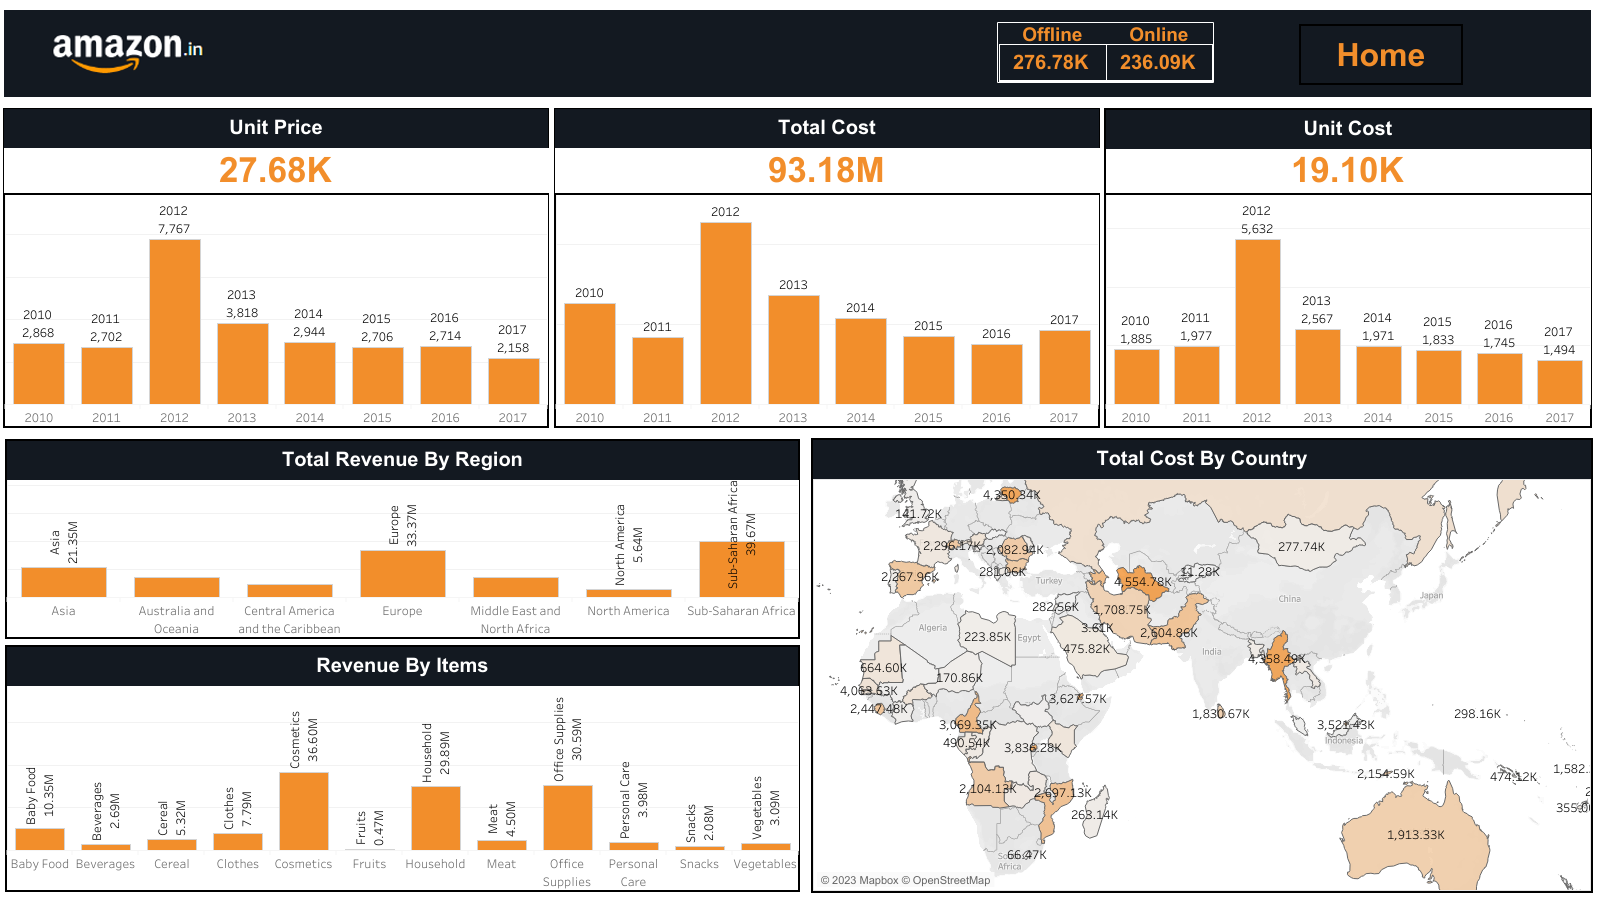 amazon.in
Offline Online
276.78K 236.09K
Home
Unit Price
27.68K
2010
2,868
2011
2,702
2012
7,767
2013
3,818
2014
2,944
2015
2,706
2016
2,714
2017
2,158
2010 2011 2012 2013 2014 2015 2016 2017
Total Cost
93.18M
2010
2011
2012
2013
2014
2015
2016
2017
2010 2011 2012 2013 2014 2015 2016 2017
Unit Cost
19.10K
2010
1,885
2011
1,977
2012
5,632
2013
2,567
2014
1,971
2015
1,833
2016
1,745
2017
1,494
2010 2011 2012 2013 2014 2015 2016 2017
Total Revenue By Region
Asia
21.35M
Europe
33.37M
North America
5.64M
Sub-Saharan Africa
39.67M
Asia
Australia and
Oceania
Central America
and the Caribbean
Europe
Middle East and
North Africa
North America
Sub-Saharan Africa
Revenue By Items
Baby Food
10.35M
Beverages
2.69M
Cereal
5.32M
Clothes
7.79M
Cosmetics
36.60M
Fruits
0.47M
Household
29.89M
Meat
4.50M
Office Supplies
30.59M
Personal Care
3.98M
Snacks
2.08M
Vegetables
3.09M
Baby Food
Beverages
Cereal
Clothes
Cosmetics
Fruits
Household
Meat
Office
Supplies
Personal
Care
Snacks
Vegetables
Total Cost By Country
4,350.34K
141.72K
2,296.17K
2,082.94K
277.74K
281.06K
11.28K
2,267.96K
Turkey
4,554.78K
China
Japan
282.56K
1,708.75K
Algeria
223.85K
Egypt
3.61K
2,604.86K
475.82K
India
4,358.49K
664.60K
170.86K
4,063.53K
3,627.57K
2,447.48K
1,830.67K
298.16K
3,069.35K
3,521.43K
490.54K
3,836.28K
Indonesia
2,154.59K
474.12K
1,582.
2,104.13K
2,697.13K
263.14K
1,913.33K
66.47K
Africa
© 2023 Mapbox © OpenStreetMap